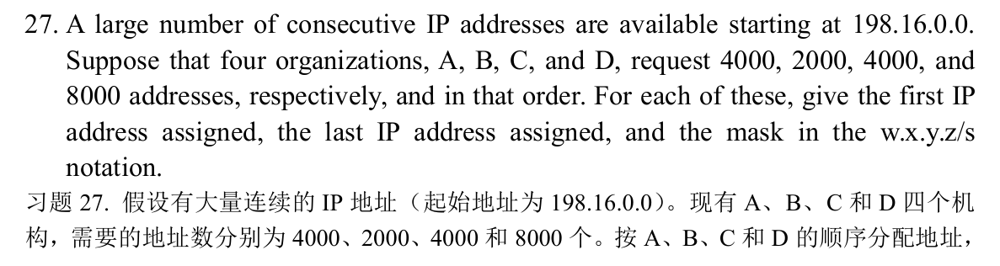 27. A large number of consecutive IP addresses are available starting at 198.16.0.0.
Suppose that four organizations, A, B, C, and D, request 4000, 2000, 4000, and
8000 addresses, respectively, and in that order. For each of these, give the first IP
address assigned, the last IP address assigned, and the mask in the w.x.y.z/s
notation.
习题 27. 假设有大量连续的 IP 地址（起始地址为 198.16.0.0）。现有 A、B、C 和 D 四个机
构，需要的地址数分别为 4000、2000、4000 和 8000 个。按 A、B、C 和 D 的顺序分配地址，